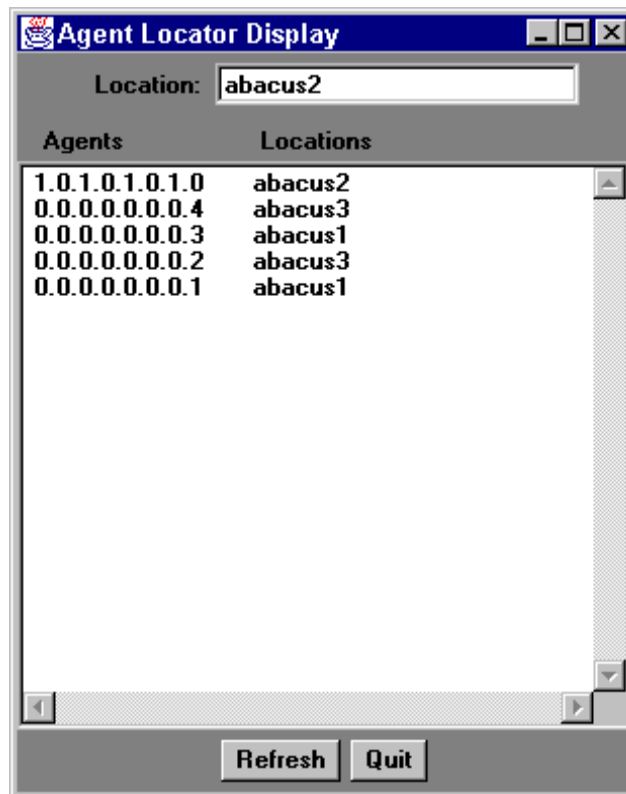 Agent Locator Display
Location: abacus2
Agents Locations
1.0.1.0.1.0.1.0 abacus2
0.0.0.0.0.0.0.4 abacus3
0.0.0.0.0.0.0.3 abacus1
0.0.0.0.0.0.0.2 abacus3
0.0.0.0.0.0.0.1 abacus1
Refresh Quit